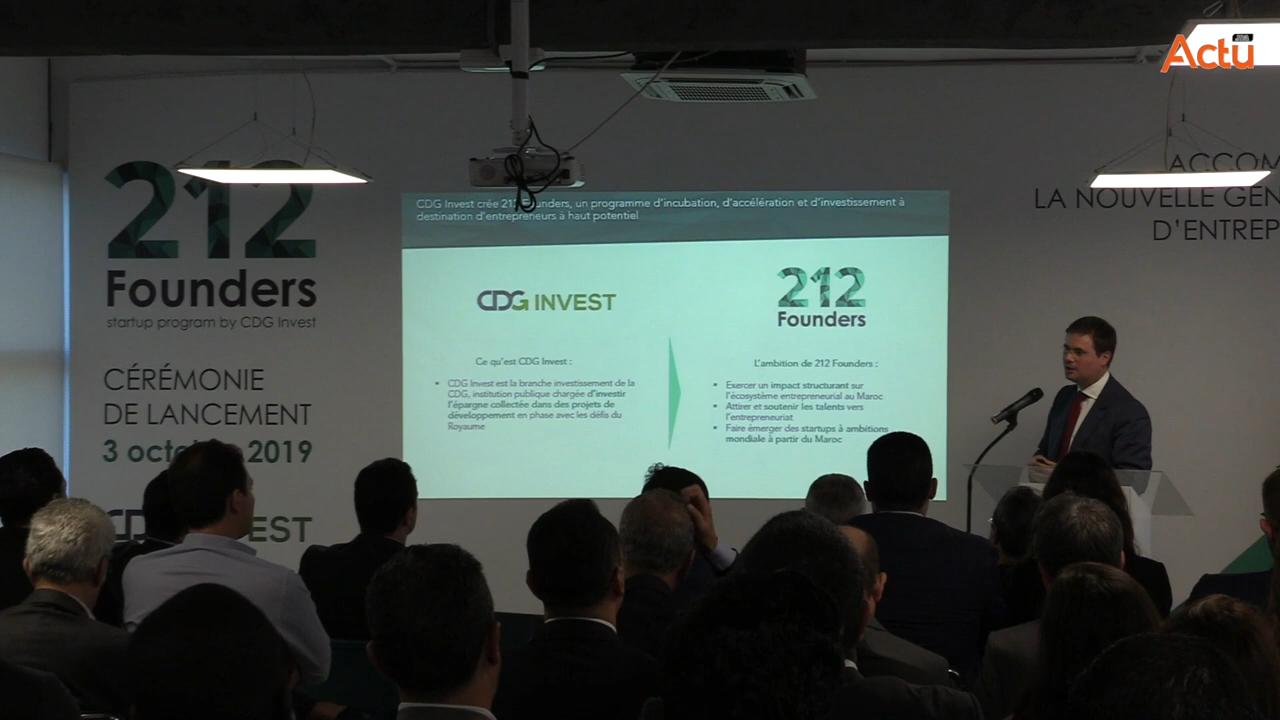 Actu
212
Founders
startup program by CDG Invest
CÉRÉMONIE
DE LANCEMENT
3 2019
EST
CDG Invest crée un programme d'incubation, d'accélération et d'investissement à
destination d'entrepreneurs à haut potentiel
CDG INVEST
Ce qu'est CDG Invest :
▪ CDG Invest est la branche investissement de la
CDG, institution publique chargée d'investir
l'épargne collectée dans des projets de
développement en phase avec les défis du
Royaume
212
Founders
L'ambition de 212 Founders :
▪ Exercer un impact structurant sur
l'écosystème entrepreneurial au Maroc
▪ Attirer et soutenir les talents vers
l'entrepreneuriat
▪ Faire émerger des startups à ambitions
mondiale à partir du Maroc
ACCOM
LA NOUVELLE GÉN
D'ENTREP